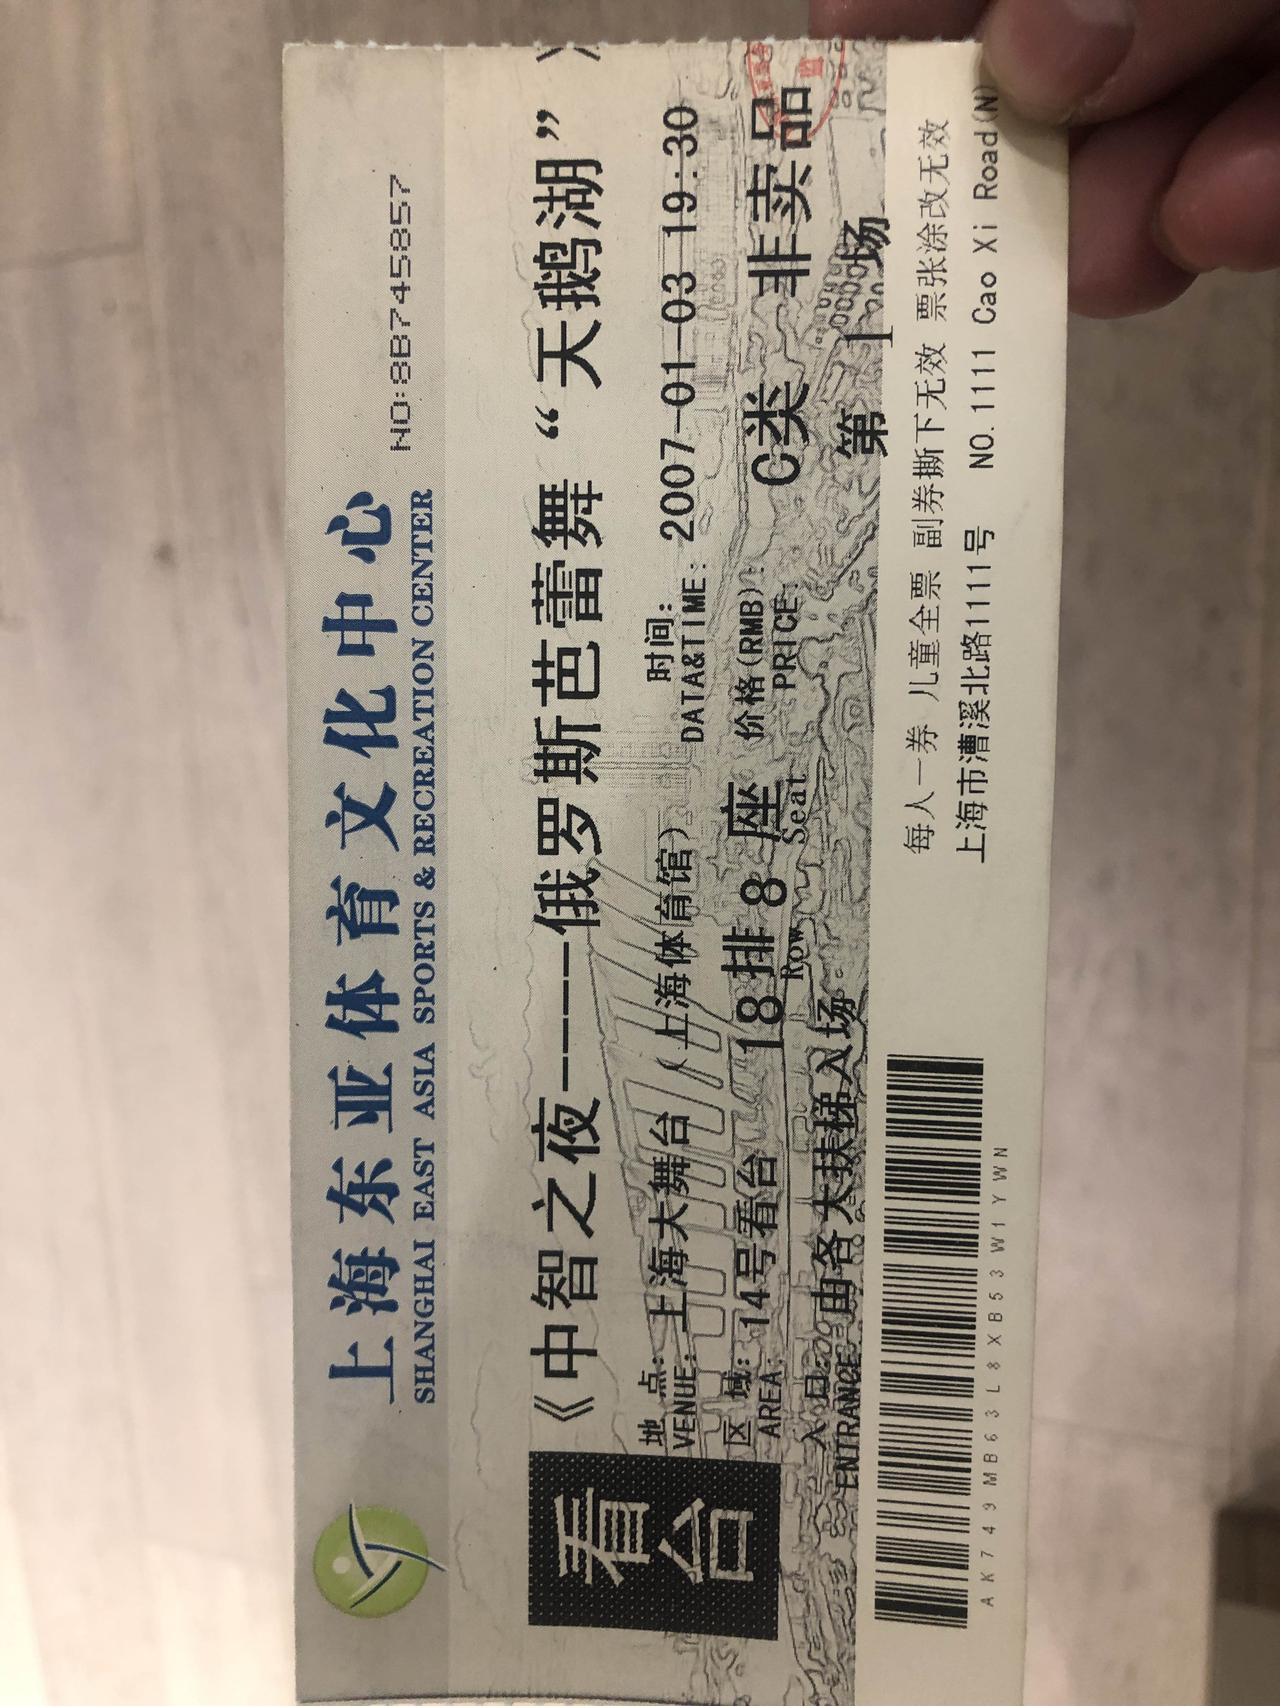 上海东亚体育文化中心
SHANGHAI EAST ASIA SPORTS & RECREATION CENTER
NO:8B745857
《中智之夜----俄罗斯芭蕾舞“天鹅湖”》
看台
地 点: 上海大舞台 (上海体育馆)
VENUE:
时间: 2007-01-03 19:30
DATA&TIME:
区 域: 14号看台 18排 8 座
AREA: Row Seat
价格(RMB): C类 非卖品
PRICE:
入 口: 由各大扶梯入场
ENTRANCE:
第 1 场
每人一券 儿童全票 副券撕下无效 票张涂改无效
上海市漕溪北路1111号 NO.1111 Cao Xi Road(N)
AK749MB63L8XB53W1YWN